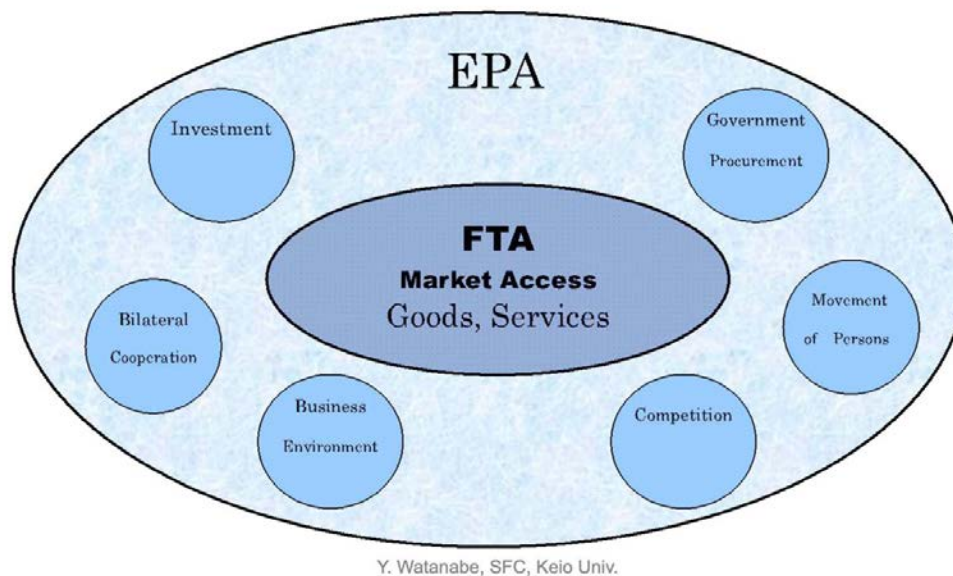 EPA
Investment
Government
Procurement
FTA
Market Access
Goods, Services
Bilateral
Cooperation
Movement
of Persons
Business
Environment
Competition
Y. Watanabe, SFC, Keio Univ.